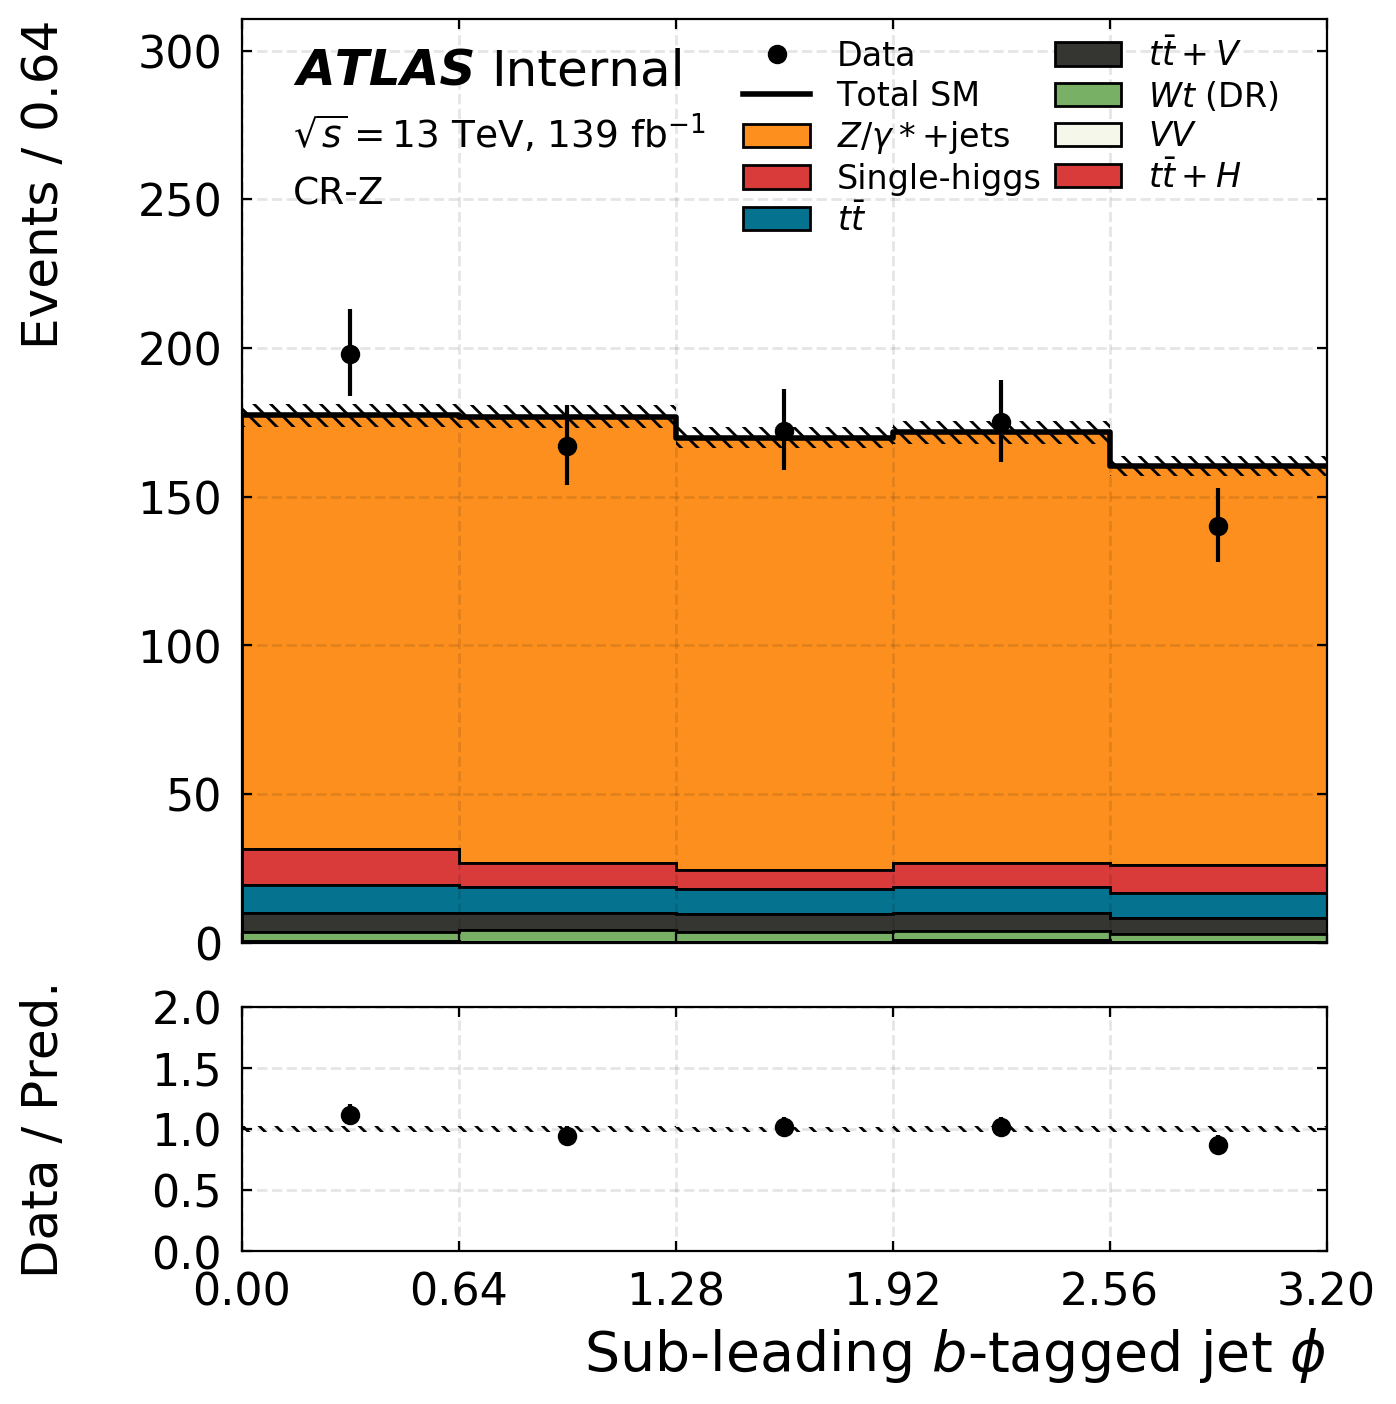 Events / 0.64
300
250
200
150
100
50
0
ATLAS Internal
√s = 13 TeV, 139 fb⁻¹
CR-Z
Data
Total SM
Z/γ * +jets
Single-higgs
tt̄
tt̄ + V
Wt (DR)
VV
tt̄ + H
Data / Pred.
2.0
1.5
1.0
0.5
0.0
0.00 0.64 1.28 1.92 2.56 3.20
Sub-leading b-tagged jet ϕ